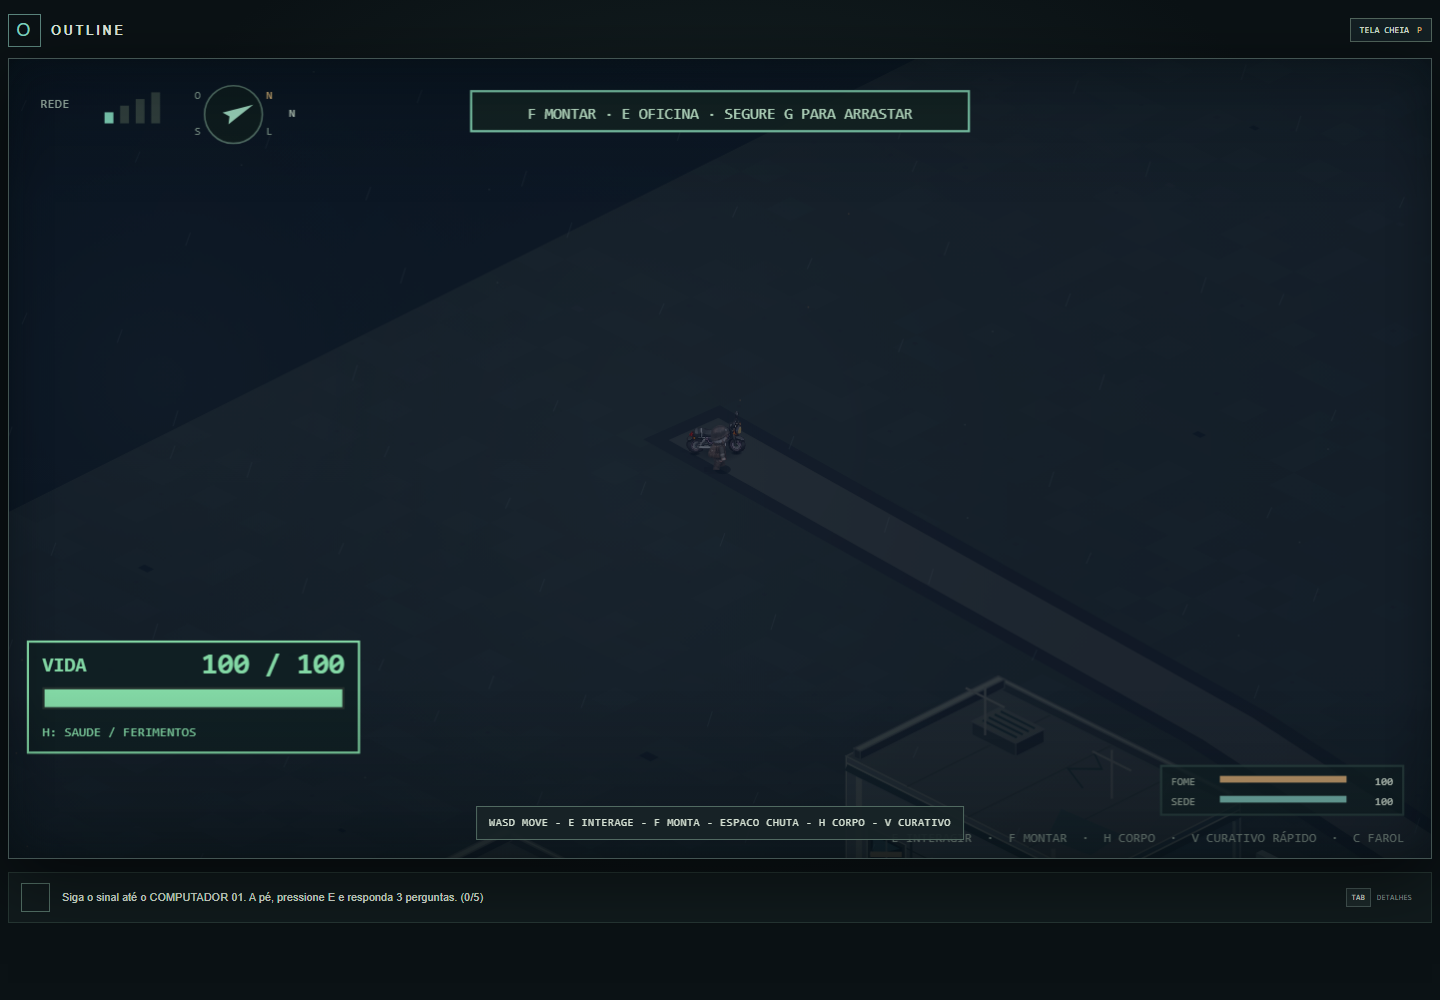 O OUTLINE
TELA CHEIA P
REDE
O N
N
S L
F MONTAR · E OFICINA · SEGURE G PARA ARRASTAR
VIDA 100 / 100
H: SAUDE / FERIMENTOS
FOME 100
SEDE 100
WASD MOVE - E INTERAGE - F MONTA - ESPACO CHUTA - H CORPO - V CURATIVO
E INTERAGIR · F MONTAR · H CORPO · V CURATIVO RÁPIDO · C FAROL
Siga o sinal até o COMPUTADOR 01. A pé, pressione E e responda 3 perguntas. (0/5)
TAB DETALHES